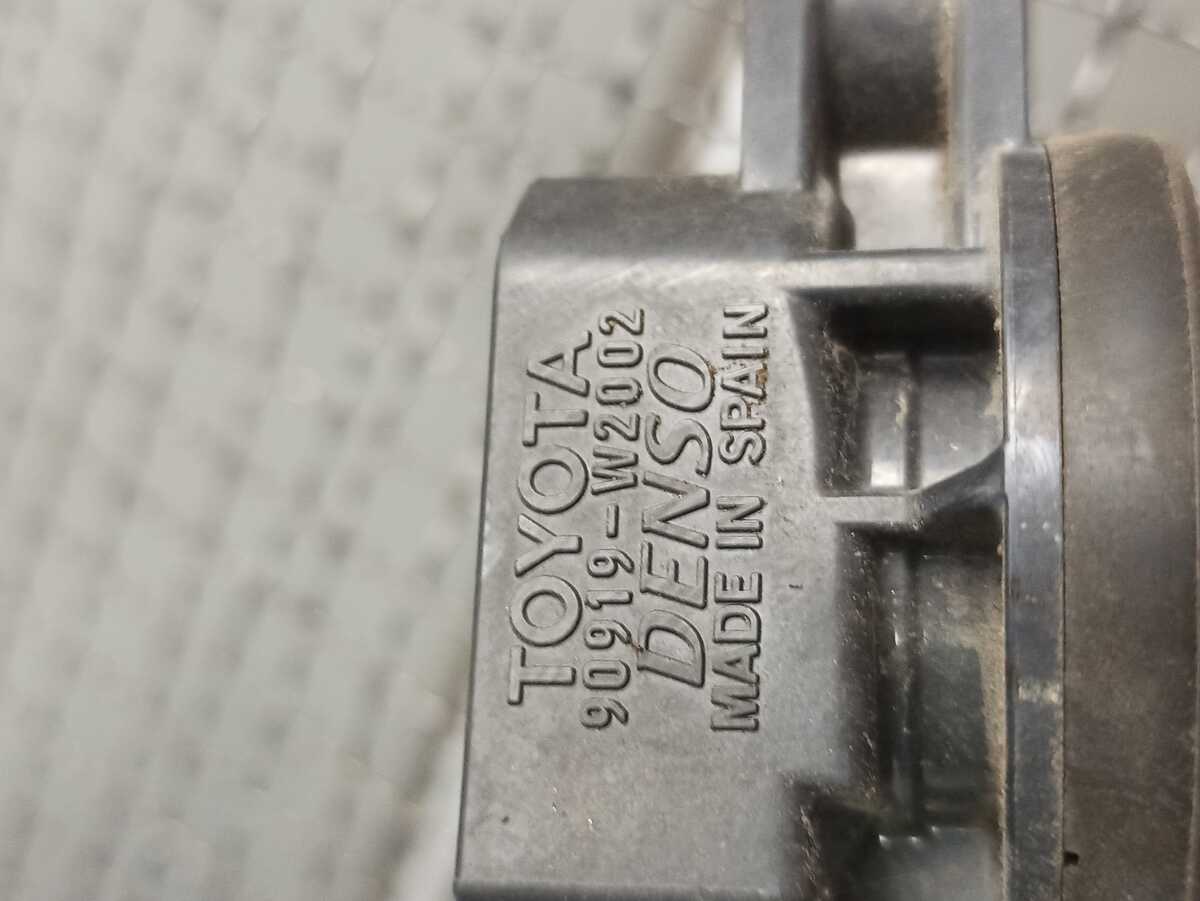 TOYOTA
90919-W2002
DENSO
MADE IN SPAIN